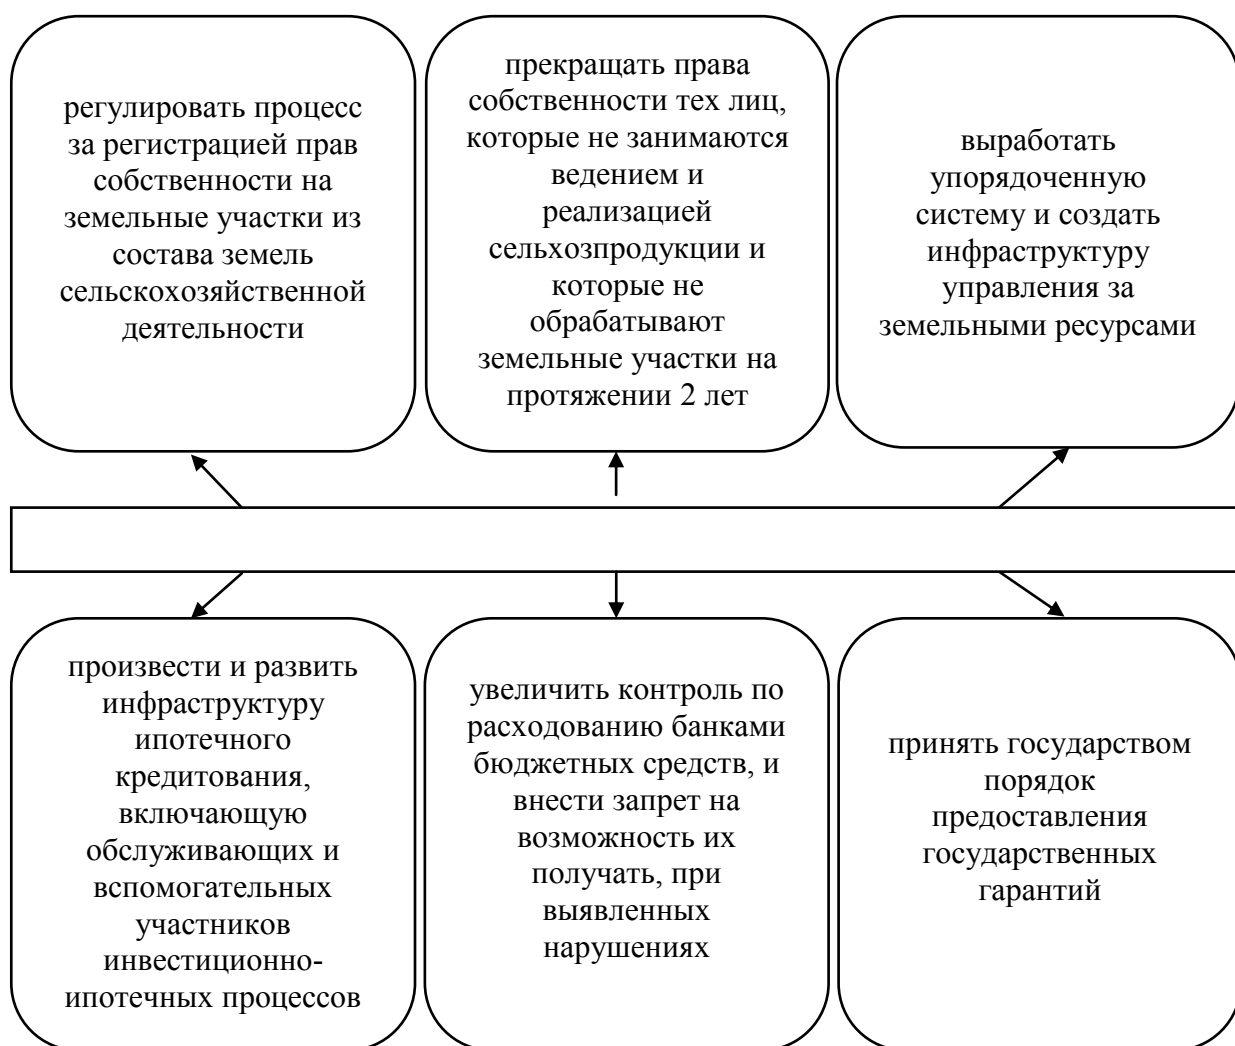 регулировать процесс
за регистрацией прав
собственности на
земельные участки из
состава земель
сельскохозяйственной
деятельности
прекращать права
собственности тех лиц,
которые не занимаются
ведением и
реализацией
сельхозпродукции и
которые не
обрабатывают
земельные участки на
протяжении 2 лет
выработать
упорядоченную
систему и создать
инфраструктуру
управления за
земельными ресурсами
произвести и развить
инфраструктуру
ипотечного
кредитования,
включающую
обслуживающих и
вспомогательных
участников
инвестиционно-
ипотечных процессов
увеличить контроль по
расходованию банками
бюджетных средств, и
внести запрет на
возможность их
получать, при
выявленных
нарушениях
принять государством
порядок
предоставления
государственных
гарантий